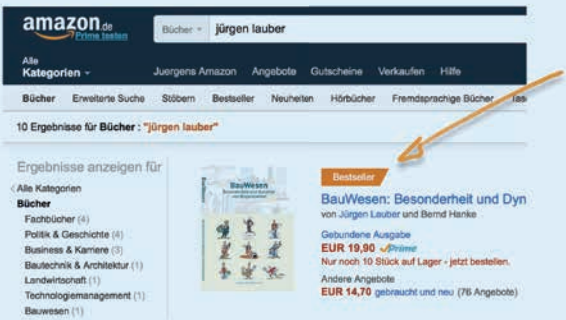 amazon.de
Prime testen
Bücher
jürgen lauber
Alle
Kategorien
Juergens Amazon Angebote Gutscheine Verkaufen Hilfe
Bücher Erweiterte Suche Stöbern Bestseller Neuheiten Hörbücher Fremdsprachige Bücher
10 Ergebnisse für Bücher : "jürgen lauber"
Ergebnisse anzeigen für
‹ Alle Kategorien
Bücher
Fachbücher (4)
Politik & Geschichte (4)
Business & Karriere (3)
Bautechnik & Architektur (1)
Landwirtschaft (1)
Technologiemanagement (1)
Bauwesen (1)
BauWesen
Bestseller
BauWesen: Besonderheit und Dyn
von Jürgen Lauber und Bernd Hanke
Gebundene Ausgabe
EUR 19,90 Prime
Nur noch 10 Stück auf Lager - jetzt bestellen.
Andere Angebote
EUR 14,70 gebraucht und neu (76 Angebote)